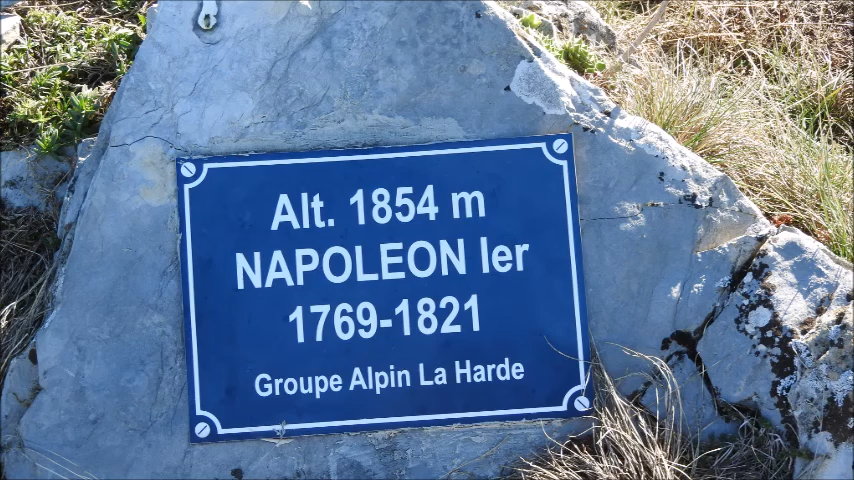 Alt. 1854 m
NAPOLEON Ier
1769-1821
Groupe Alpin La Harde